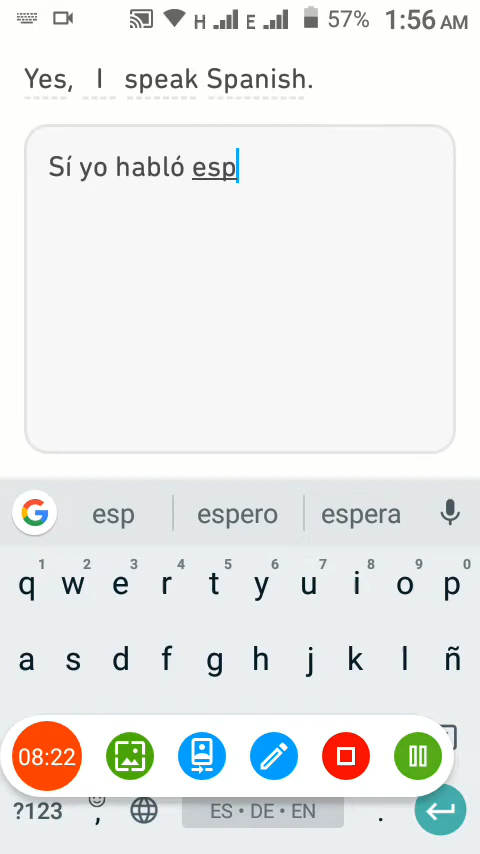 H E 57% 1:56 AM
Yes, I speak Spanish.
Sí yo habló esp
esp espero espera
1 2 3 4 5 6 7 8 9 0
q w e r t y u i o p
a s d f g h j k l ñ
08:22
?123 , ES • DE • EN .